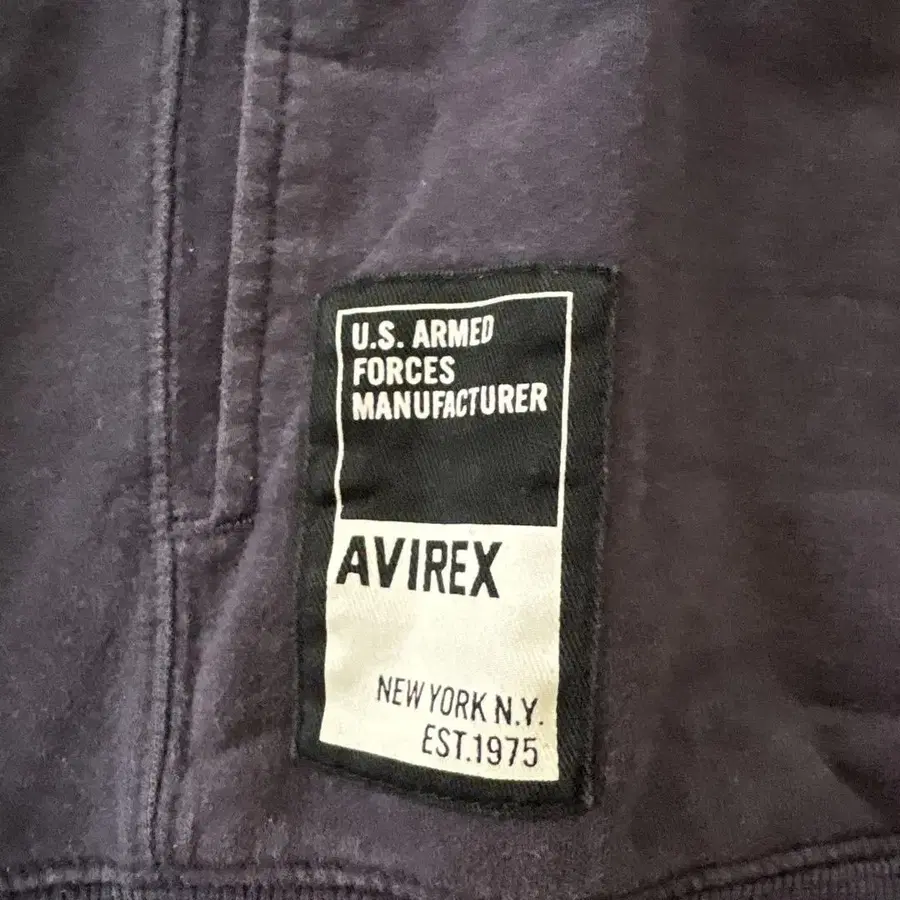 U.S. ARMED
FORCES
MANUFACTURER
AVIREX
NEW YORK N.Y.
EST.1975